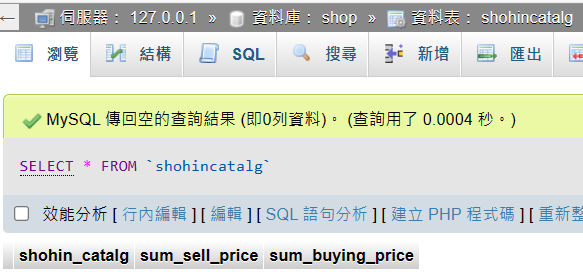 ← 伺服器： 127.0.0.1 » 資料庫： shop » 資料表： shohincatalg
瀏覽 結構 SQL 搜尋 新增 匯出
MySQL 傳回空的查詢結果 (即0列資料)。 (查詢用了 0.0004 秒。)
SELECT * FROM `shohincatalg`
效能分析 [ 行內編輯 ] [ 編輯 ] [ SQL 語句分析 ] [ 建立 PHP 程式碼 ] [ 重新整
shohin_catalg sum_sell_price sum_buying_price